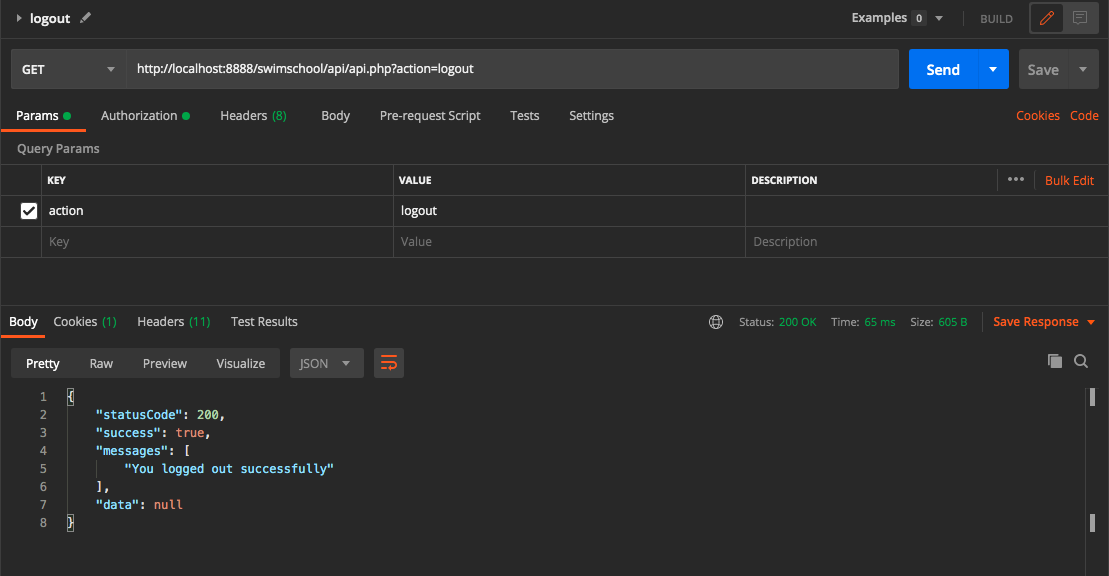 logout
Examples 0 BUILD
GET http://localhost:8888/swimschool/api/api.php?action=logout Send Save
Params Authorization Headers (8) Body Pre-request Script Tests Settings Cookies Code
Query Params
KEY VALUE DESCRIPTION ••• Bulk Edit
action logout
Key Value Description
Body Cookies (1) Headers (11) Test Results Status: 200 OK Time: 65 ms Size: 605 B Save Response
Pretty Raw Preview Visualize JSON
1 {
2 "statusCode": 200,
3 "success": true,
4 "messages": [
5 "You logged out successfully"
6 ],
7 "data": null
8 }